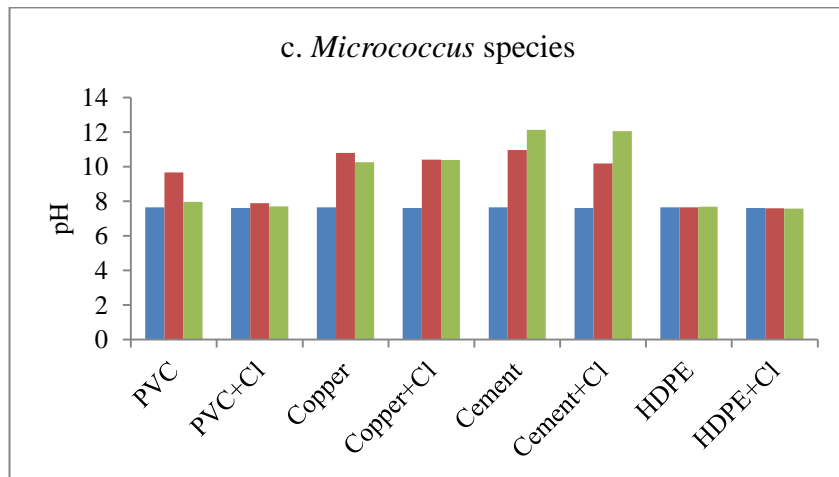 c. Micrococcus species
pH
14
12
10
8
6
4
2
0
PVC
PVC+Cl
Copper
Copper+Cl
Cement
Cement+Cl
HDPE
HDPE+Cl